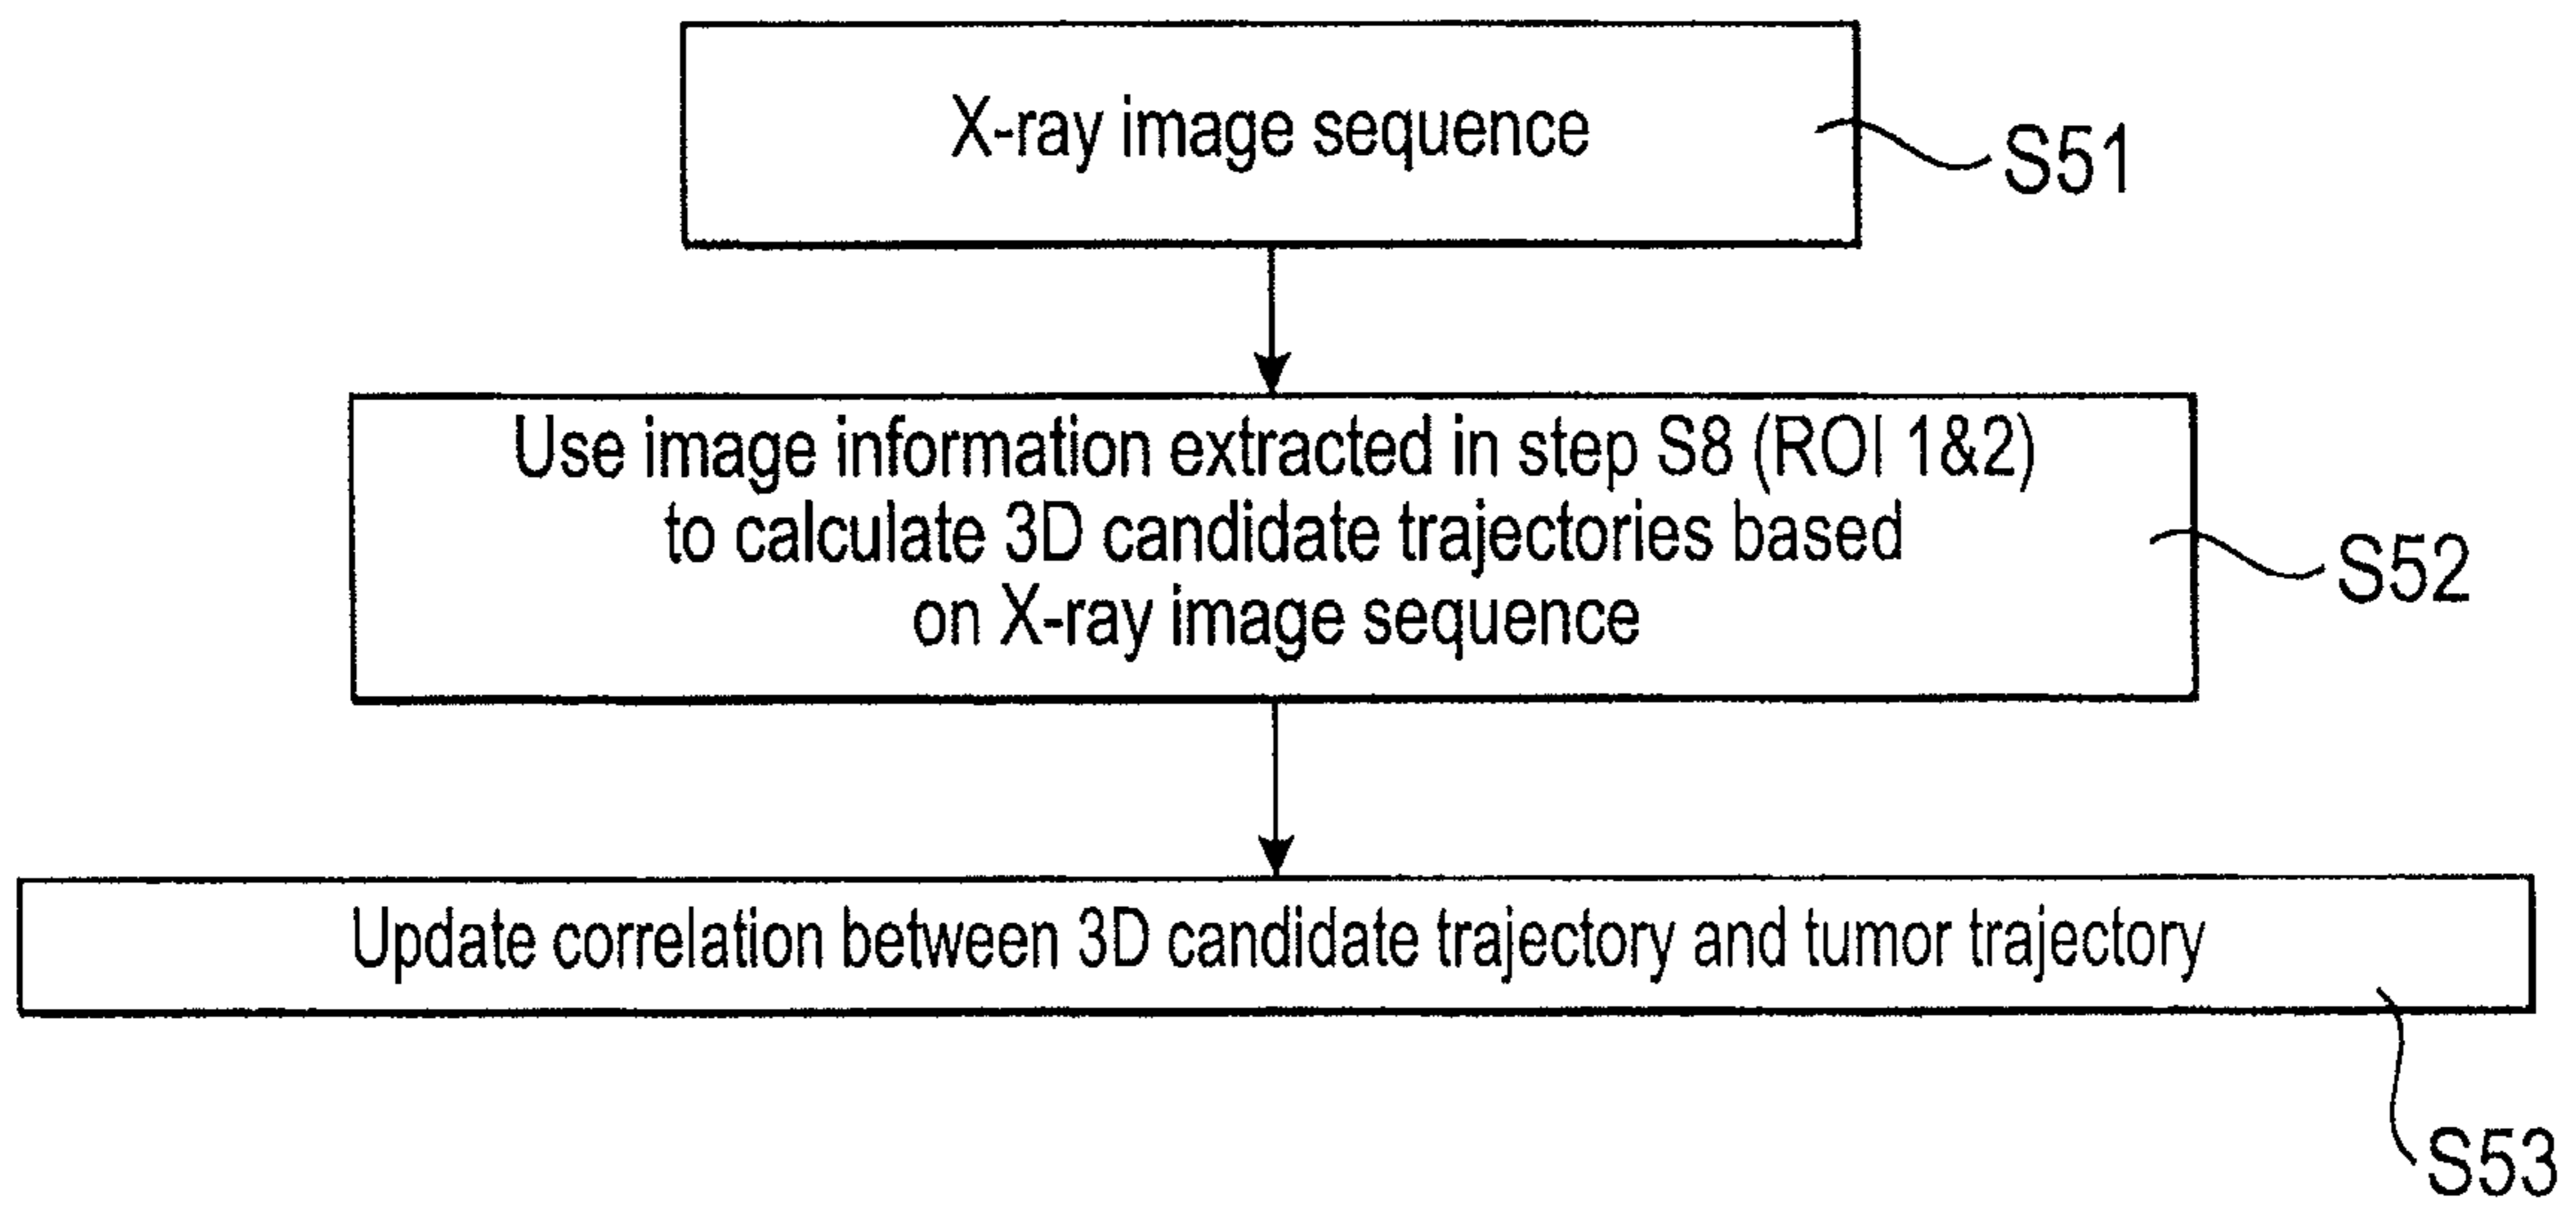 X-ray image sequence
S51
Use image information extracted in step S8 (ROI 1&2)
to calculate 3D candidate trajectories based
on X-ray image sequence
S52
Update correlation between 3D candidate trajectory and tumor trajectory
S53